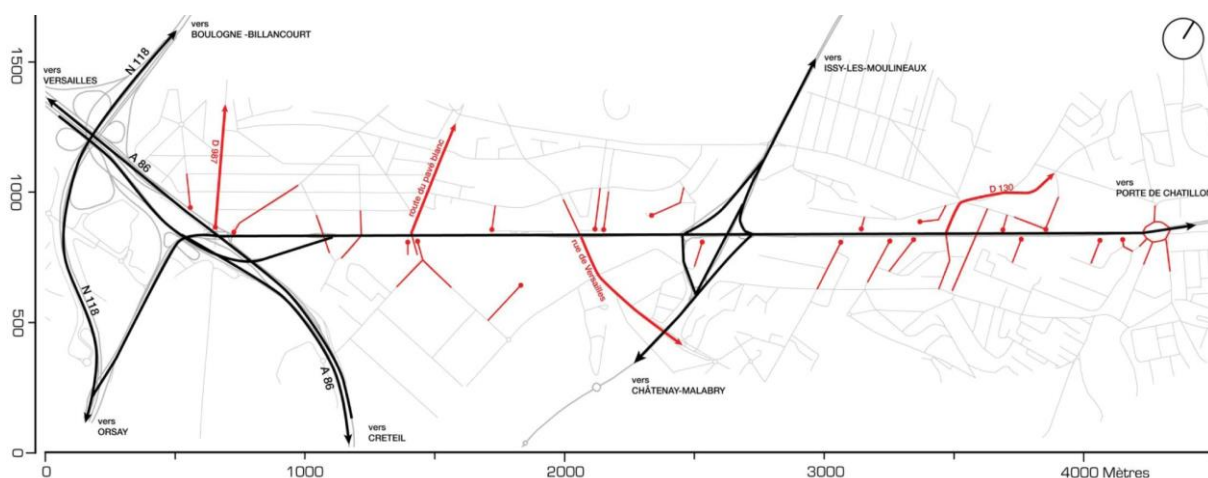 vers
BOULOGNE -BILLANCOURT
N 118
vers
VERSAILLES
A 86
D 987
route du pavé blanc
rue de Versailles
vers
ISSY-LES-MOULINEAUX
D 130
vers
PORTE DE CHATILLON
N 118
A 86
vers
ORSAY
vers
CRETEIL
vers
CHÂTENAY-MALABRY
1500
1000
500
0
0
1000
2000
3000
4000 Mètres